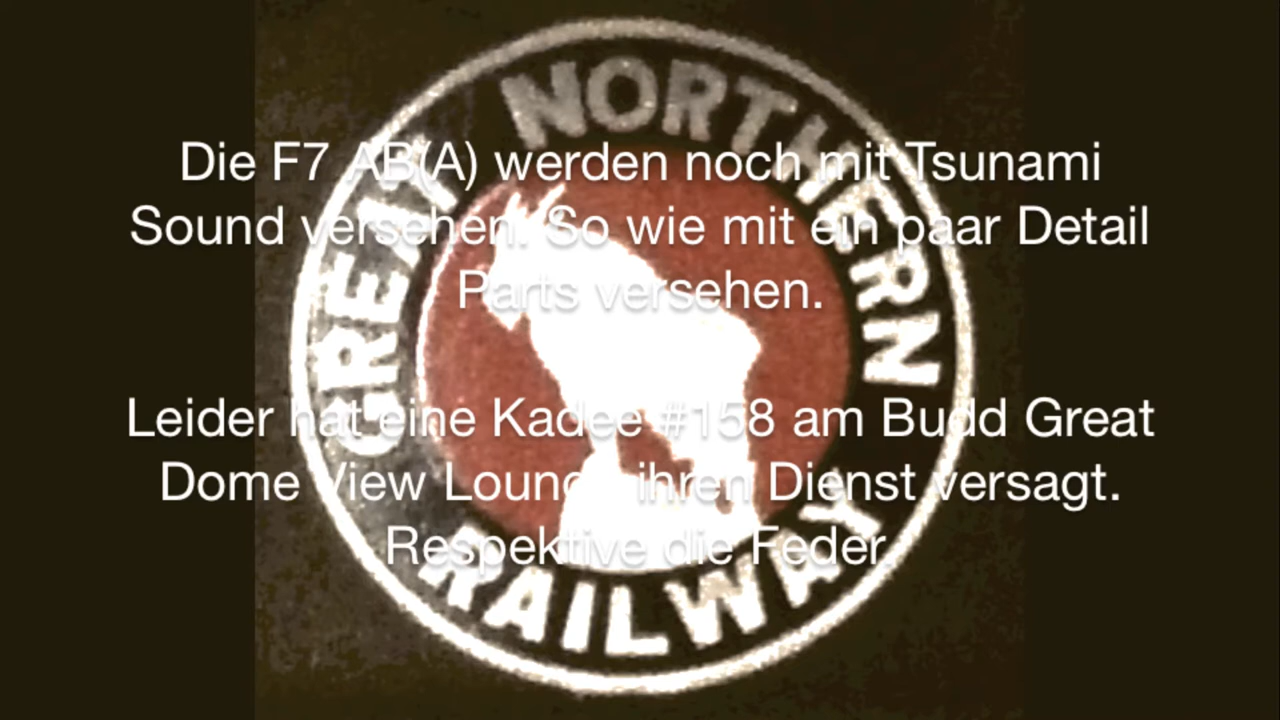 GREAT NORTHERN RAILWAY
Die F7 AB(A) werden noch mit Tsunami
Sound versehen. So wie mit ein paar Detail
Parts versehen.
Leider hat eine Kadee #158 am Budd Great
Dome View Lounge ihren Dienst versagt.
Respektive die Feder.